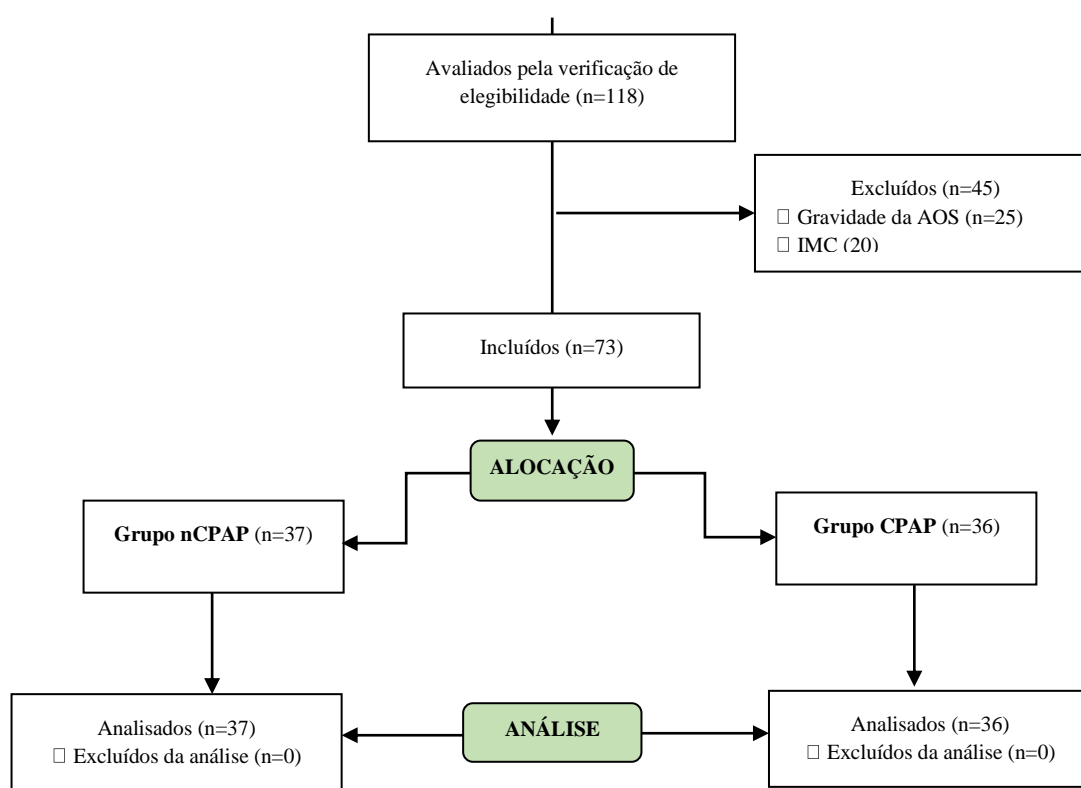 Avaliados pela verificação de
elegibilidade (n=118)
Excluídos (n=45)
□ Gravidade da AOS (n=25)
□ IMC (20)
Incluídos (n=73)
ALOCAÇÃO
Grupo nCPAP (n=37)
Grupo CPAP (n=36)
Analisados (n=37)
□ Excluídos da análise (n=0)
ANÁLISE
Analisados (n=36)
□ Excluídos da análise (n=0)